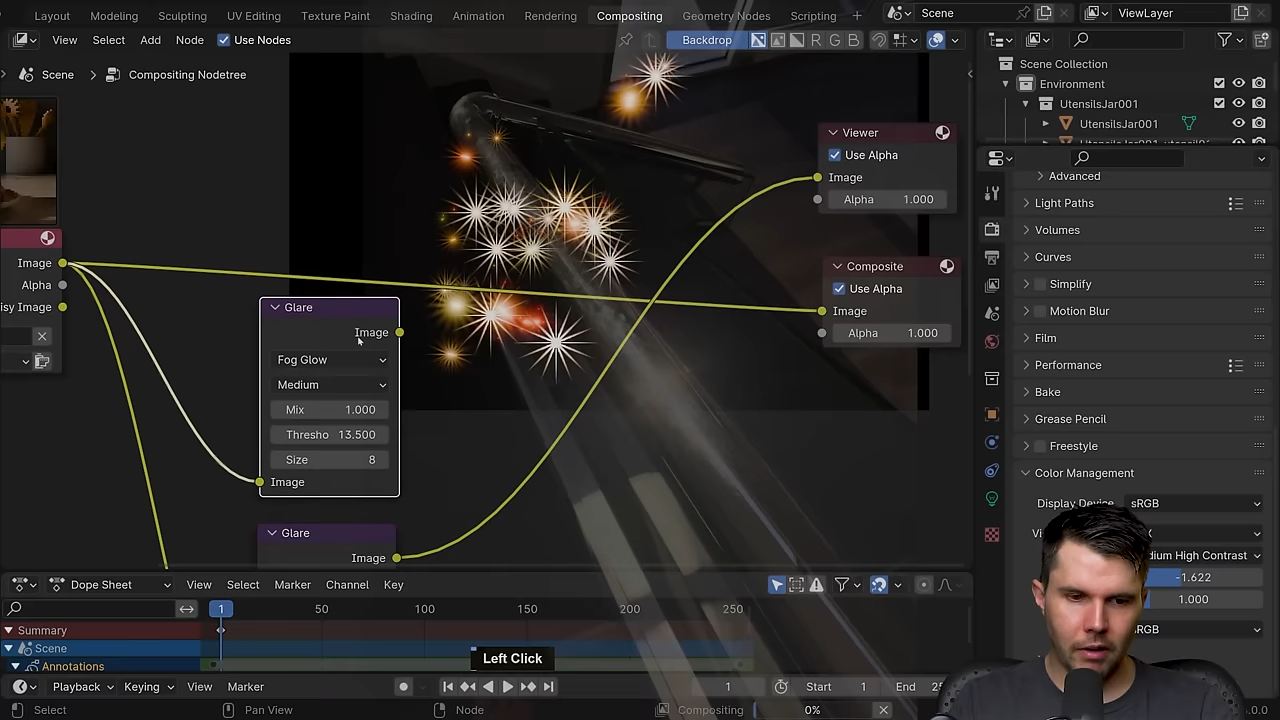 Layout Modeling Sculpting UV Editing Texture Paint Shading Animation Rendering Compositing Geometry Nodes Scripting + Scene ViewLayer
View Select Add Node Use Nodes Backdrop R G B
Scene > Compositing Nodetree
Scene Collection
Environment
UtensilsJar001
UtensilsJar001
Viewer
Use Alpha
Image
Alpha 1.000
Composite
Use Alpha
Image
Alpha 1.000
Image
Alpha
isy Image
Glare
Image
Fog Glow
Medium
Mix 1.000
Thresho 13.500
Size 8
Image
Glare
Image
Advanced
Light Paths
Volumes
Curves
Simplify
Motion Blur
Film
Performance
Bake
Grease Pencil
Freestyle
Color Management
Display Device sRGB
dium High Contrast
-1.622
1.000
RGB
Dope Sheet View Select Marker Channel Key
1 50 100 150 200 250
Summary
Scene
Annotations
Left Click
Playback Keying View Marker 1 Start 1 End
Select Pan View Node Compositing 0%